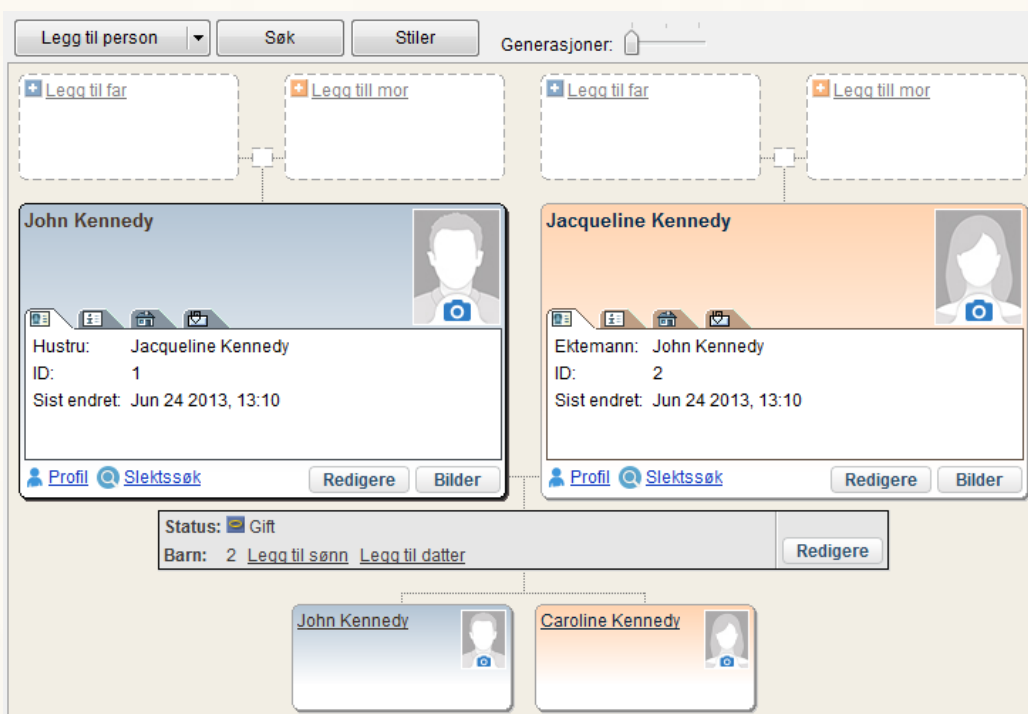 Legg til person Søk Stiler Generasjoner:
Legg til far Legg till mor Legg til far Legg till mor
John Kennedy
Hustru: Jacqueline Kennedy
ID: 1
Sist endret: Jun 24 2013, 13:10
Profil Slektssøk Redigere Bilder
Jacqueline Kennedy
Ektemann: John Kennedy
ID: 2
Sist endret: Jun 24 2013, 13:10
Profil Slektssøk Redigere Bilder
Status: Gift
Barn: 2 Legg til sønn Legg til datter
Redigere
John Kennedy Caroline Kennedy